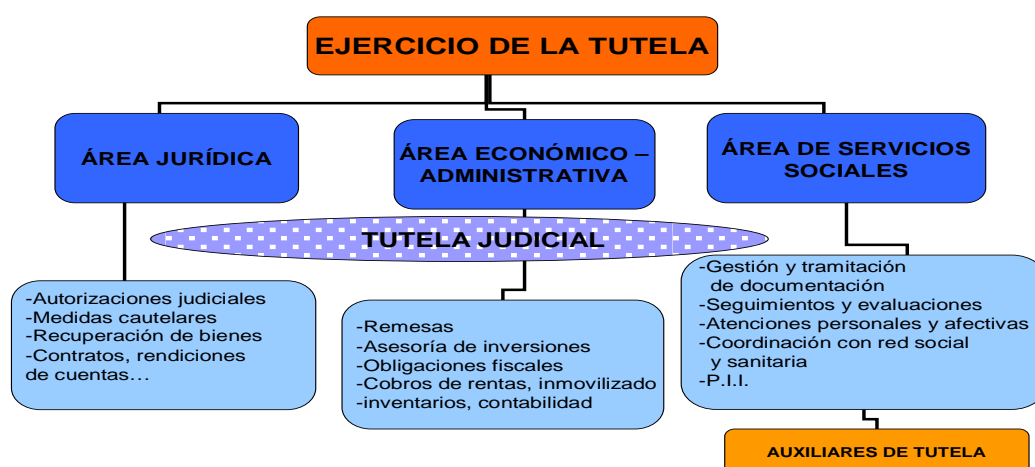 EJERCICIO DE LA TUTELA
ÁREA JURÍDICA
ÁREA ECONÓMICO –
ADMINISTRATIVA
ÁREA DE SERVICIOS
SOCIALES
TUTELA JUDICIAL
-Autorizaciones judiciales
-Medidas cautelares
-Recuperación de bienes
-Contratos, rendiciones
de cuentas…
-Remesas
-Asesoría de inversiones
-Obligaciones fiscales
-Cobros de rentas, inmovilizado
-inventarios, contabilidad
-Gestión y tramitación
de documentación
-Seguimientos y evaluaciones
-Atenciones personales y afectivas
-Coordinación con red social
y sanitaria
-P.I.I.
AUXILIARES DE TUTELA